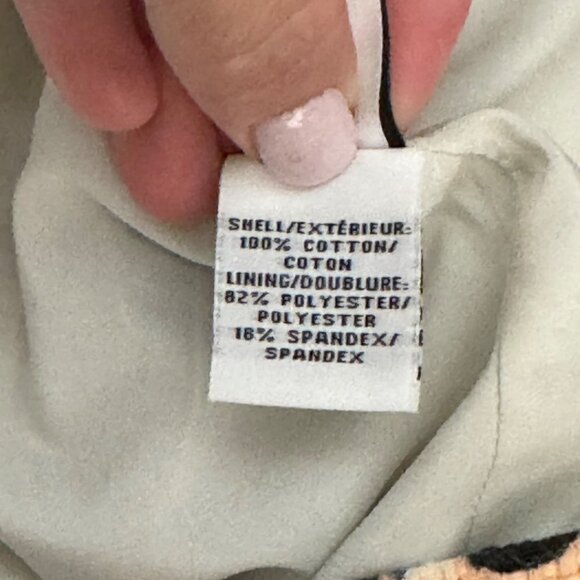 SHELL/EXTÉRIEUR:
100% COTTON/
COTON
LINING/DOUBLURE:
82% POLYESTER/
POLYESTER
18% SPANDEX/
SPANDEX